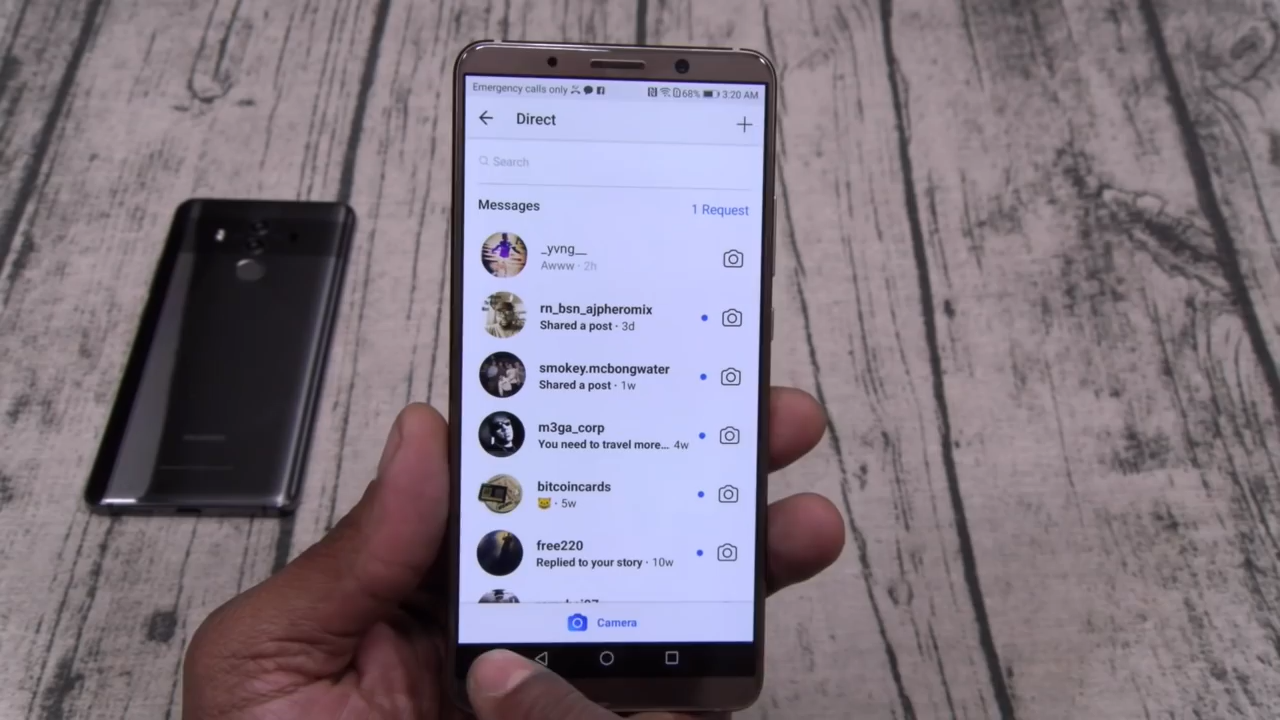 Emergency calls only
68% 3:20 AM
Direct
Search
Messages
1 Request
_yvng__
Awww · 2h
rn_bsn_ajpheromix
Shared a post · 3d
smokey.mcbongwater
Shared a post · 1w
m3ga_corp
You need to travel more... 4w
bitcoincards
😺 · 5w
free220
Replied to your story · 10w
Camera